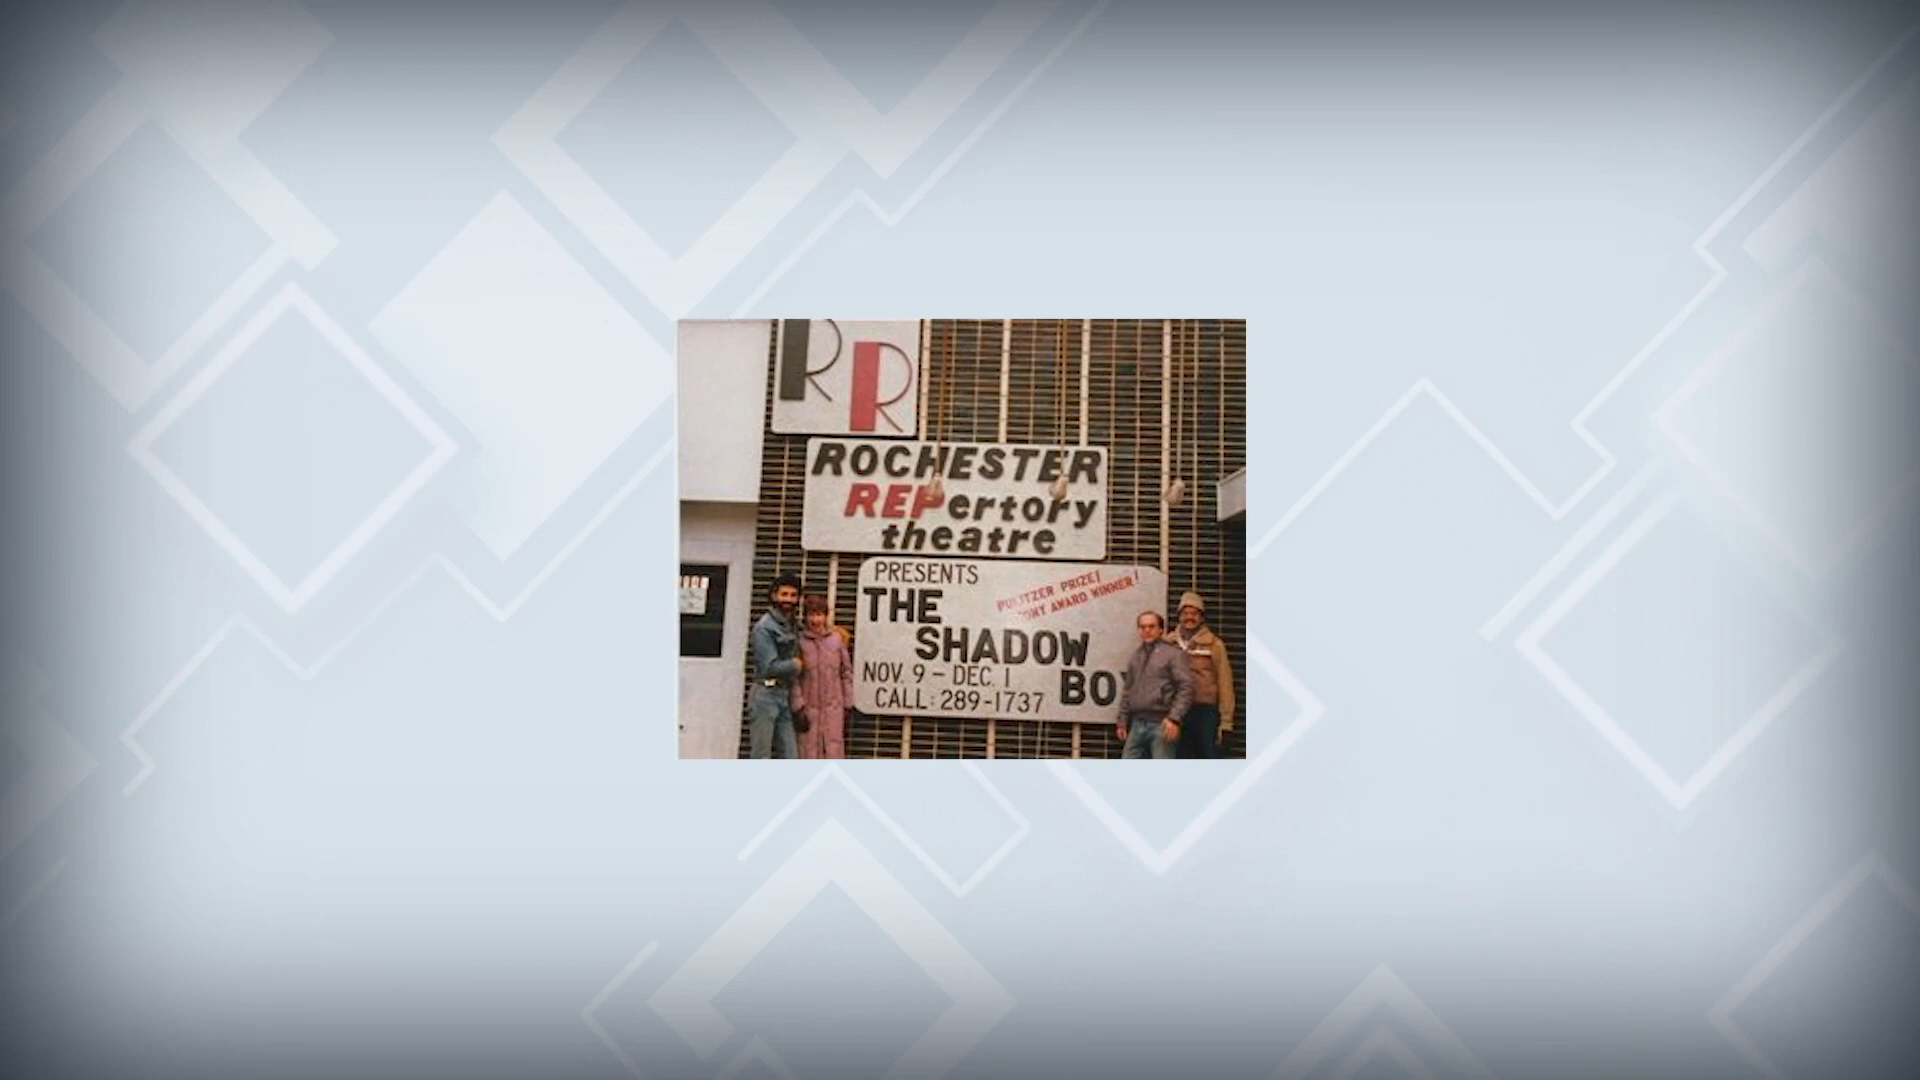 RR
ROCHESTER
REPertory
theatre
PRESENTS
PULITZER PRIZE!
TONY AWARD WINNER!
THE
SHADOW
BO
NOV. 9 - DEC. 1
CALL: 289-1737